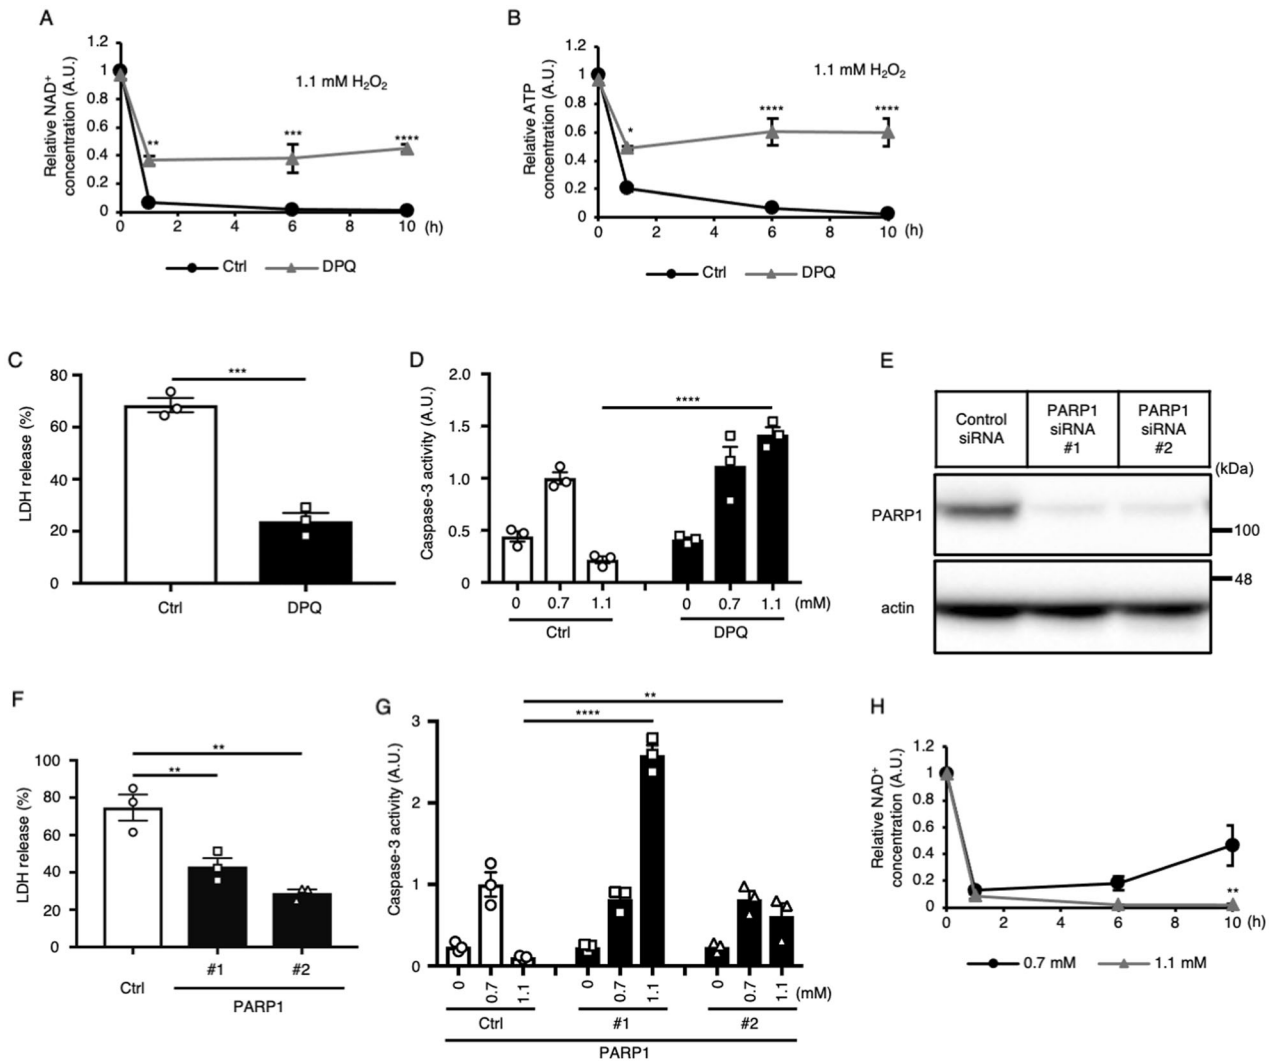 A
Relative NAD⁺
concentration (A.U.)
1.2
1
0.8
0.6
0.4
0.2
0
1.1 mM H₂O₂
**
***
****
0 2 4 6 8 10 (h)
Ctrl DPQ
B
Relative ATP
concentration (A.U.)
1.2
1
0.8
0.6
0.4
0.2
0
1.1 mM H₂O₂
*
****
****
0 2 4 6 8 10 (h)
Ctrl DPQ
C
LDH release (%)
80
60
40
20
0
***
Ctrl DPQ
D
Caspase-3 activity (A.U.)
2.0
1.5
1.0
0.5
0
****
0 0.7 1.1 0 0.7 1.1 (mM)
Ctrl DPQ
E
Control
siRNA
PARP1
siRNA
#1
PARP1
siRNA
#2
(kDa)
PARP1
100
48
actin
F
LDH release (%)
100
80
60
40
20
0
**
**
Ctrl #1 #2
PARP1
G
Caspase-3 activity (A.U.)
3
2
1
0
**
****
0 0.7 1.1 0 0.7 1.1 0 0.7 1.1 (mM)
Ctrl #1 #2
PARP1
H
Relative NAD⁺
concentration (A.U.)
1.2
1
0.8
0.6
0.4
0.2
0
**
0 2 4 6 8 10 (h)
0.7 mM 1.1 mM